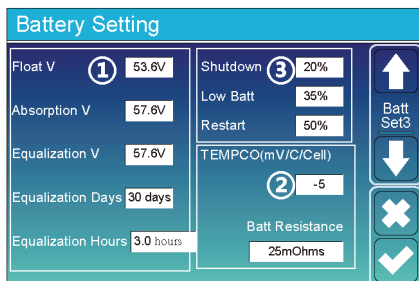 Battery Setting
Float V ① 53.6V
Absorption V 57.6V
Equalization V 57.6V
Equalization Days 30 days
Equalization Hours 3.0 hours
Shutdown ③ 20%
Low Batt 35%
Restart 50%
TEMPCO(mV/C/Cell)
② -5
Batt Resistance
25mOhms
Batt
Set3